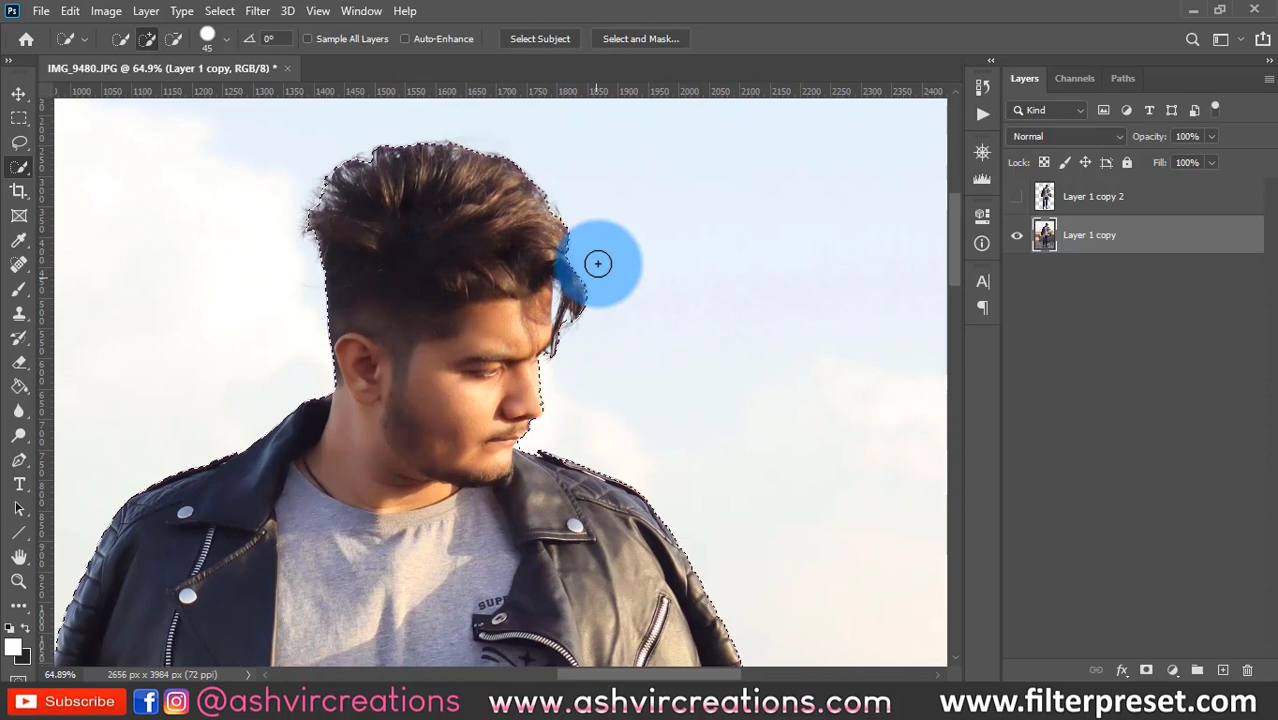 Ps File Edit Image Layer Type Select Filter 3D View Window Help
45 0° Sample All Layers Auto-Enhance Select Subject Select and Mask...
IMG_9480.JPG @ 64.9% (Layer 1 copy, RGB/8) * ×
1000 1050 1100 1150 1200 1250 1300 1350 1400 1450 1500 1550 1600 1650 1700 1750 1800 1850 1900 1950 2000 2050 2100 2150 2200 2250 2300 2400
Layers Channels Paths
Kind
Normal Opacity: 100%
Lock: Fill: 100%
Layer 1 copy 2
Layer 1 copy
SUP
64.89% 2656 px x 3984 px (72 ppi)
Subscribe @ashvircreations www.ashvircreations.com www.filterpreset.com